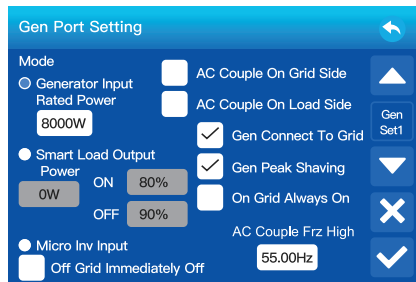 Gen Port Setting
Mode
Generator Input
Rated Power
8000W
Smart Load Output
Power
0W
ON 80%
OFF 90%
Micro Inv Input
Off Grid Immediately Off
AC Couple On Grid Side
AC Couple On Load Side
Gen Connect To Grid
Gen Peak Shaving
On Grid Always On
AC Couple Frz High
55.00Hz
Gen
Set1